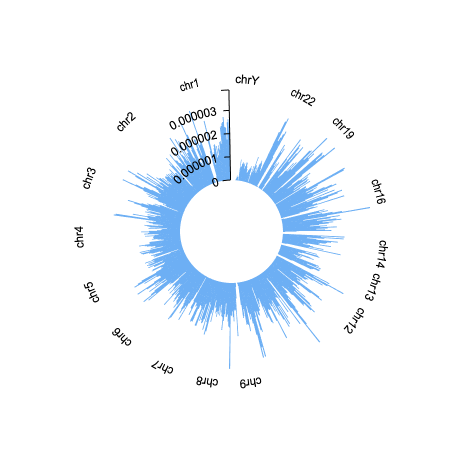 chrY
chr22
chr19
chr16
chr14
chr13
chr12
chr9
chr8
chr7
chr6
chr5
chr4
chr3
chr2
chr1
0.000003
0.000002
0.000001
0